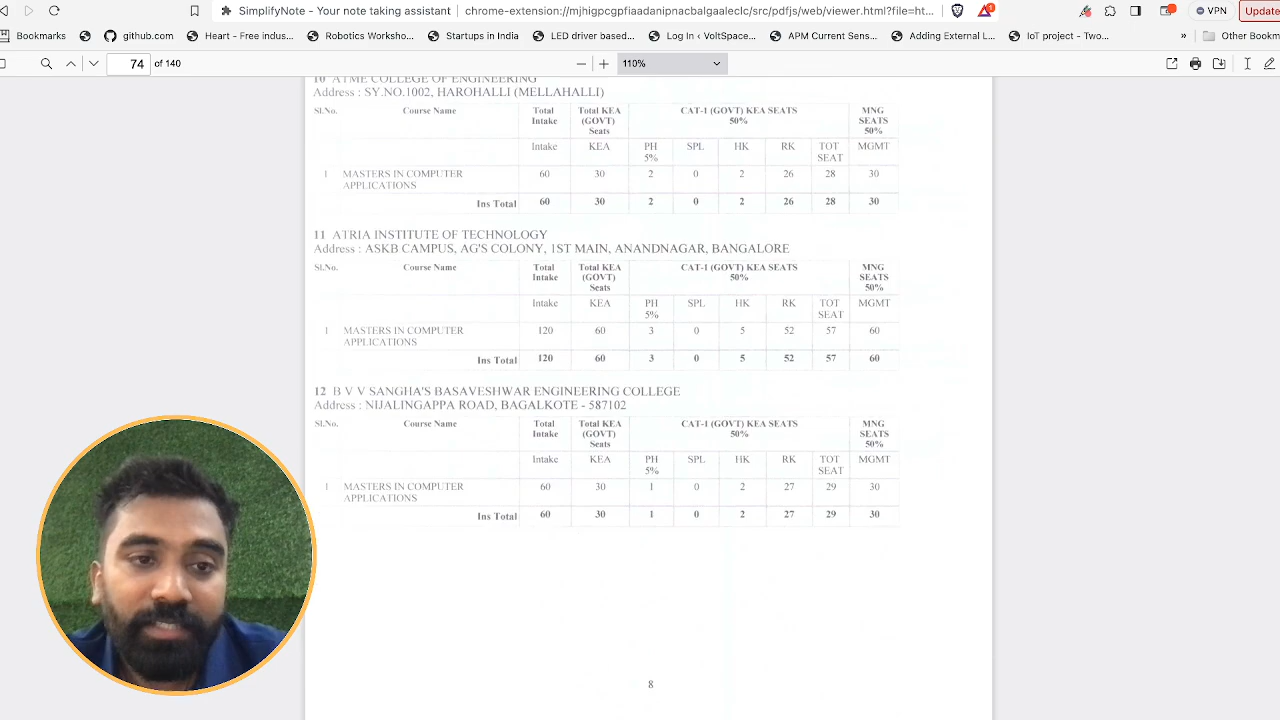 SimplifyNote - Your note taking assistant chrome-extension://mjhigpcgpfiaadanipnacbalgaaleclc/src/pdfjs/web/viewer.html?file=ht... 1 VPN Update
Bookmarks github.com Heart – Free indus... Robotics Worksho... Startups in India LED driver based... Log In ‹ VoltSpace... APM Current Sens... Adding External L... IoT project - Two... » Other Bookm
74 of 140 110%
10 ATME COLLEGE OF ENGINEERING
Address : SY.NO.1002, HAROHALLI (MELLAHALLI)
Sl.No. Course Name Total Intake Total KEA (GOVT) Seats CAT-1 (GOVT) KEA SEATS 50% MNG SEATS 50%
Intake KEA PH 5% SPL HK RK TOT SEAT MGMT
1 MASTERS IN COMPUTER APPLICATIONS 60 30 2 0 2 26 28 30
Ins Total 60 30 2 0 2 26 28 30
11 ATRIA INSTITUTE OF TECHNOLOGY
Address : ASKB CAMPUS, AG'S COLONY, 1ST MAIN, ANANDNAGAR, BANGALORE
Sl.No. Course Name Total Intake Total KEA (GOVT) Seats CAT-1 (GOVT) KEA SEATS 50% MNG SEATS 50%
Intake KEA PH 5% SPL HK RK TOT SEAT MGMT
1 MASTERS IN COMPUTER APPLICATIONS 120 60 3 0 5 52 57 60
Ins Total 120 60 3 0 5 52 57 60
12 B V V SANGHA'S BASAVESHWAR ENGINEERING COLLEGE
Address : NIJALINGAPPA ROAD, BAGALKOTE - 587102
Sl.No. Course Name Total Intake Total KEA (GOVT) Seats CAT-1 (GOVT) KEA SEATS 50% MNG SEATS 50%
Intake KEA PH 5% SPL HK RK TOT SEAT MGMT
1 MASTERS IN COMPUTER APPLICATIONS 60 30 1 0 2 27 29 30
Ins Total 60 30 1 0 2 27 29 30
8